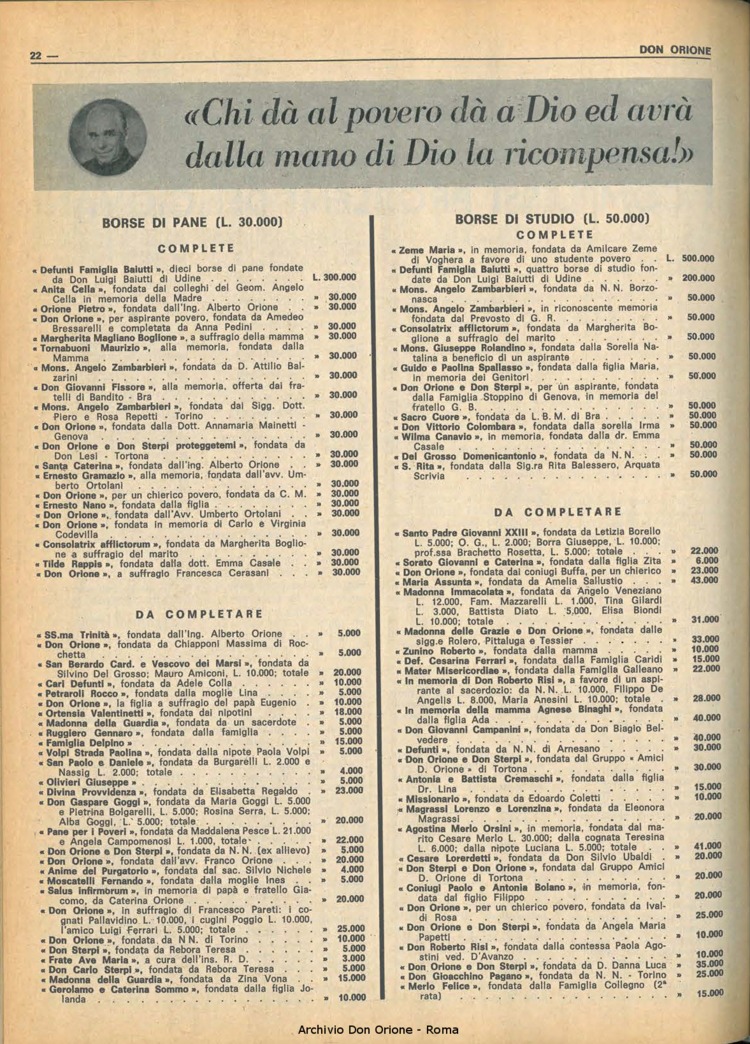 22 —
DON ORIONE
«Chi dà al povero dà a Dio ed avrà
dalla mano di Dio la ricompensa!»
BORSE DI PANE (L. 30.000)
COMPLETE
« Defunti Famiglia Baiutti », dieci borse di pane fondate
da Don Luigi Baiutti di Udine . . . . . . . . L. 300.000
« Anita Cella », fondata dai colleghi del Geom. Angelo
Cella in memoria della Madre . . . . . . . . » 30.000
« Orione Pietro », fondata dall'Ing. Alberto Orione . . . » 30.000
« Don Orione », per aspirante povero, fondata da Amedeo
Bressarelli e completata da Anna Pedini . . . . » 30.000
« Margherita Magliano Boglione », a suffragio della mamma » 30.000
« Tornabuoni Maurizio », alla memoria, fondata dalla
Mamma . . . . . . . . » 30.000
« Mons. Angelo Zambarbieri », fondata da D. Attilio Bal-
zarini . . . . . . . . » 30.000
« Don Giovanni Fissore », alla memoria, offerta dai fra-
telli di Bandito - Bra . . . . . . . . » 30.000
« Mons. Angelo Zambarbieri », fondata dai Sigg. Dott.
Piero e Rosa Repetti - Torino . . . . . . . » 30.000
« Don Orione », fondata dalla Dott. Annamaria Mainetti -
Genova . . . . . . . . » 30.000
« Don Orione e Don Sterpi proteggetemi », fondata da
Don Lesi - Tortona . . . . . . . . » 30.000
« Santa Caterina », fondata dall'ing. Alberto Orione . . » 30.000
« Ernesto Gramazio », alla memoria, fondata dall'avv. Um-
berto Ortolani . . . . . . . . » 30.000
« Don Orione », per un chierico povero, fondata da C. M. » 30.000
« Ernesto Nano », fondata dalla figlia . . . . . . » 30.000
« Don Orione », fondata dall'Avv. Umberto Ortolani . . » 30.000
« Don Orione », fondata in memoria di Carlo e Virginia
Codevilla . . . . . . . . » 30.000
« Consolatrix afflictorum », fondata da Margherita Boglio-
ne a suffragio del marito . . . . . . . . » 30.000
« Tilde Rappis », fondata dalla dott. Emma Casale . . . » 30.000
« Don Orione », a suffragio Francesca Cerasani . . . . » 30.000
DA COMPLETARE
« SS.ma Trinità », fondata dall'Ing. Alberto Orione . . » 5.000
« Don Orione », fondata da Chiapponi Massima di Roc-
chetta . . . . . . . . » 5.000
« San Berardo Card. e Vescovo dei Marsi », fondata da
Silvino Del Grosso; Mauro Amiconi, L. 10.000; totale » 20.000
« Cari Defunti », fondata da Adele Colla . . . . . » 10.000
« Petraroli Rocco », fondata dalla moglie Lina . . . . » 5.000
« Don Orione », la figlia a suffragio del papà Eugenio . » 10.000
« Ortensia Valentinetti », fondata dai nipotini . . . . » 18.000
« Madonna della Guardia », fondata da un sacerdote . . » 5.000
« Ruggiero Gennaro », fondata dalla famiglia . . . . » 5.000
« Famiglia Delpino » . . . . . . . . » 15.000
« Volpi Strada Paolina », fondata dalla nipote Paola Volpi » 5.000
« San Paolo e Daniele », fondata da Burgarelli L. 2.000 e
Nassig L. 2.000; totale . . . . . . . . » 4.000
« Olivieri Giuseppe » . . . . . . . . » 5.000
« Divina Provvidenza », fondata da Elisabetta Regaldo . » 23.000
« Don Gaspare Goggi », fondata da Maria Goggi L. 5.000
e Pietrina Bolgarelli, L. 5.000; Rosina Serra, L. 5.000;
Alba Goggi, L. 5.000; totale . . . . . . . » 20.000
« Pane per i Poveri », fondata da Maddalena Pesce L. 21.000
e Angela Campomenosi L. 1.000, totale . . . . » 22.000
« Don Orione e Don Sterpi », fondata da N. N. (ex allievo) » 5.000
« Don Orione », fondata dall'avv. Franco Orione . . . » 20.000
« Anime del Purgatorio », fondata dal sac. Silvio Nichele » 4.000
« Moscatelli Fernando », fondata dalla moglie Ines . . » 5.000
« Salus infirmorum », in memoria di papà e fratello Gia-
como, da Caterina Orione . . . . . . . . » 20.000
« Don Orione », in suffragio di Francesco Pareti: i co-
gnati Pallavidino L. 10.000, i cugini Poggio L. 10.000,
l'amico Luigi Ferrari L. 5.000; totale . . . . . » 25.000
« Don Orione », fondata da NN. di Torino . . . . . » 10.000
« Don Sterpi », fondata da Rebora Teresa . . . . . » 5.000
« Frate Ave Maria », a cura dell'ins. R. D. . . . . . » 3.000
« Don Carlo Sterpi », fondata da Rebora Teresa . . . » 5.000
« Madonna della Guardia », fondata da Zina Vona . . . » 15.000
« Gerolamo e Caterina Sommo », fondata dalla figlia Jo-
landa . . . . . . . . » 10.000
BORSE DI STUDIO (L. 50.000)
COMPLETE
« Zeme Maria », in memoria, fondata da Amilcare Zeme
di Voghera a favore di uno studente povero . . L. 500.000
« Defunti Famiglia Baiutti », quattro borse di studio fon-
date da Don Luigi Baiutti di Udine . . . . . » 200.000
« Mons. Angelo Zambarbieri », fondata da N. N. Borzo-
nasca . . . . . . . . » 50.000
« Mons. Angelo Zambarbieri », in riconoscente memoria
fondata dal Prevosto di G. R. . . . . . . . » 50.000
« Consolatrix afflictorum », fondata da Margherita Bo-
glione a suffragio del marito . . . . . . . » 50.000
« Mons. Giuseppe Rolandino », fondata dalla Sorella Na-
talina a beneficio di un aspirante . . . . . » 50.000
« Guido e Paolina Spallasso », fondata dalla figlia Maria,
in memoria dei Genitori . . . . . . . . » 50.000
« Don Orione e Don Sterpi », per un aspirante, fondata
dalla Famiglia Stoppino di Genova, in memoria del
fratello G. B. . . . . . . . » 50.000
« Sacro Cuore », fondata da L. B. M. di Bra . . . . . » 50.000
« Don Vittorio Colombara », fondata dalla sorella Irma » 50.000
« Wilma Canavio », in memoria, fondata dalla dr. Emma
Casale . . . . . . . . » 50.000
« Del Grosso Domenicantonio », fondata da N. N. . . . » 50.000
« S. Rita », fondata dalla Sig.ra Rita Balessero, Arquata
Scrivia . . . . . . . . » 50.000
DA COMPLETARE
« Santo Padre Giovanni XXIII », fondata da Letizia Borello
L. 5.000; O. G., L. 2.000; Borra Giuseppe, L. 10.000;
prof.ssa Brachetto Rosetta, L. 5.000; totale . . . » 22.000
« Sorato Giovanni e Caterina », fondata dalla figlia Zita » 6.000
« Don Orione », fondata dai coniugi Buffa, per un chierico » 23.000
« Maria Assunta », fondata da Amelia Sallustio . . . . » 43.000
« Madonna Immacolata », fondata da Angelo Veneziano
L. 12.000, Fam. Mazzarelli L. 1.000, Tina Gilardi
L. 3.000, Battista Diato L. 5.000, Elisa Biondi
L. 10.000; totale . . . . . . . . » 31.000
« Madonna delle Grazie e Don Orione », fondata dalle
sigg.e Rolero, Pittaluga e Tessier . . . . . . » 33.000
« Zunino Roberto », fondata dalla mamma . . . . . » 10.000
« Def. Cesarina Ferrari », fondata dalla Famiglia Caridi » 15.000
« Mater Misericordiae », fondata dalla Famiglia Galleano » 22.000
« In memoria di Don Roberto Risi », a favore di un aspi-
rante al sacerdozio: da N. N. L. 10.000, Filippo De
Angelis L. 8.000, Maria Anesini L. 10.000; totale . » 28.000
« In memoria della mamma Agnese Binaghi », fondata
dalla figlia Ada . . . . . . . . » 40.000
« Don Giovanni Campanini », fondata da Don Biagio Bel-
vedere . . . . . . . . » 40.000
« Defunti », fondata da N. N. di Arnesano . . . . . » 30.000
« Don Orione e Don Sterpi », fondata dal Gruppo « Amici
D. Orione » di Tortona . . . . . . . . » 30.000
« Antonia e Battista Cremaschi », fondata dalla figlia
Dr. Lina . . . . . . . . » 15.000
« Missionario », fondata da Edoardo Coletti . . . . . » 10.000
« Magrassi Lorenzo e Lorenzina », fondata da Eleonora
Magrassi . . . . . . . . » 20.000
« Agostina Merlo Orsini », in memoria, fondata dal ma-
rito Cesare Merlo L. 30.000; dalla cognata Teresina
L. 6.000; dalla nipote Luciana L. 5.000; totale . . » 41.000
« Cesare Lorerdetti », fondata da Don Silvio Ubaldi . . » 20.000
« Don Sterpi e Don Orione », fondata dal Gruppo Amici
D. Orione di Tortona . . . . . . . . » 20.000
« Coniugi Paolo e Antonia Bolano », in memoria, fon-
data dal figlio Filippo . . . . . . . . » 20.000
« Don Orione », per un chierico povero, fondata da Ival-
di Rosa . . . . . . . . » 25.000
« Don Orione e Don Sterpi », fondata da Angela Maria
Papetti . . . . . . . . » 10.000
« Don Roberto Risi », fondata dalla contessa Paola Ago-
stini ved. D'Avanzo . . . . . . . . » 10.000
« Don Orione e Don Sterpi », fondata da D. Danna Luca » 35.000
« Don Gioacchino Pagano », fondata da N. N. - Torino » 25.000
« Merlo Felice », fondata dalla Famiglia Collegno (2ª
rata) . . . . . . . . » 15.000
Archivio Don Orione - Roma